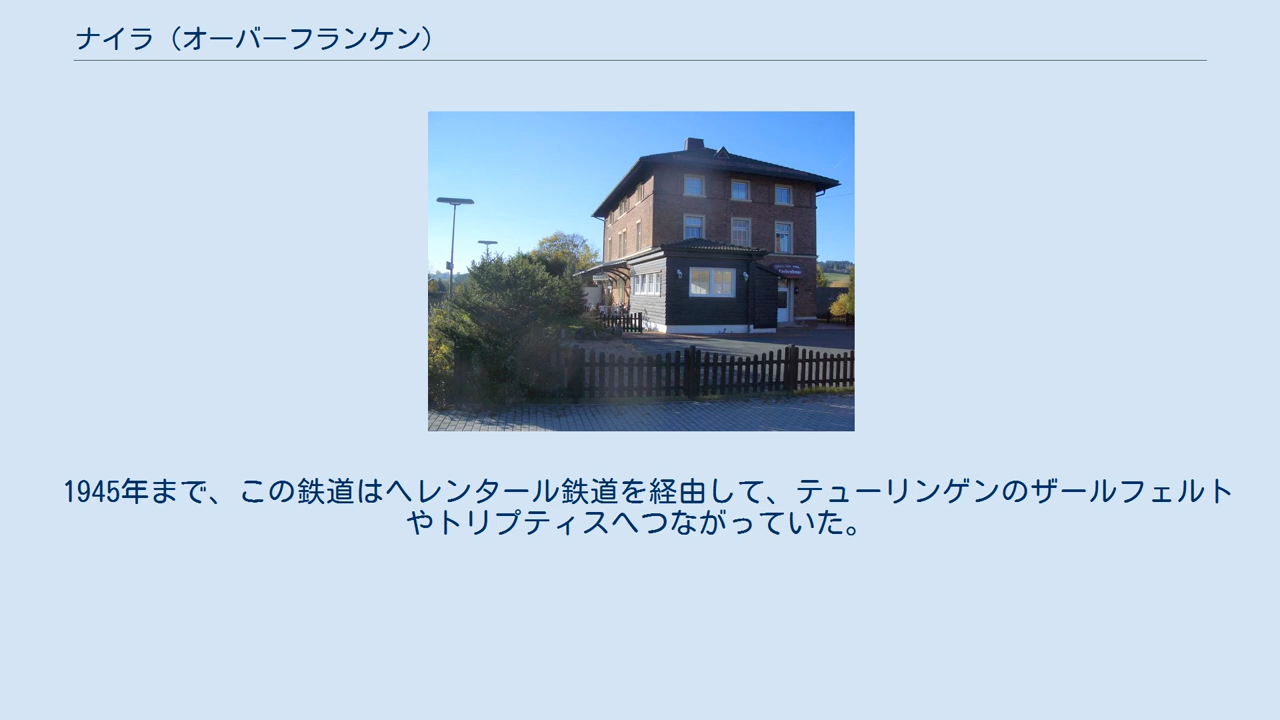 ナイラ（オーバーフランケン）
1945年まで、この鉄道はヘレンタール鉄道を経由して、テューリンゲンのザールフェルト
やトリプティスへつながっていた。